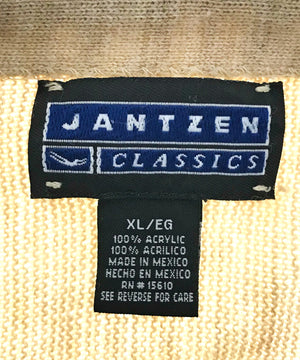 JANTZEN
CLASSICS
XL/EG
100% ACRYLIC
100% ACRILICO
MADE IN MEXICO
HECHO EN MEXICO
RN # 15610
SEE REVERSE FOR CARE